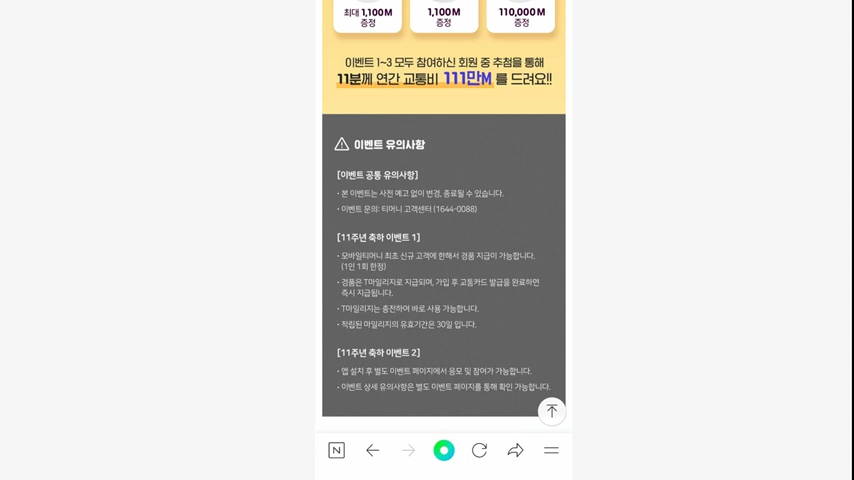 최대 1,100M
증정
1,100M
증정
110,000M
증정
이벤트 1~3 모두 참여하신 회원 중 추첨을 통해
11분께 연간 교통비 111만M 를 드려요!!
이벤트 유의사항
[이벤트 공통 유의사항]
· 본 이벤트는 사전 예고 없이 변경, 종료될 수 있습니다.
· 이벤트 문의: 티머니 고객센터 (1644-0088)
[11주년 축하 이벤트 1]
· 모바일티머니 최초 신규 고객에 한해서 경품 지급이 가능합니다.
(1인 1회 한정)
· 경품은 T마일리지로 지급되며, 가입 후 교통카드 발급을 완료하면
즉시 지급됩니다.
· T마일리지는 충전하여 바로 사용 가능합니다.
· 적립된 마일리지의 유효기간은 30일 입니다.
[11주년 축하 이벤트 2]
· 앱 설치 후 별도 이벤트 페이지에서 응모 및 참여가 가능합니다.
· 이벤트 상세 유의사항은 별도 이벤트 페이지를 통해 확인 가능합니다.
N